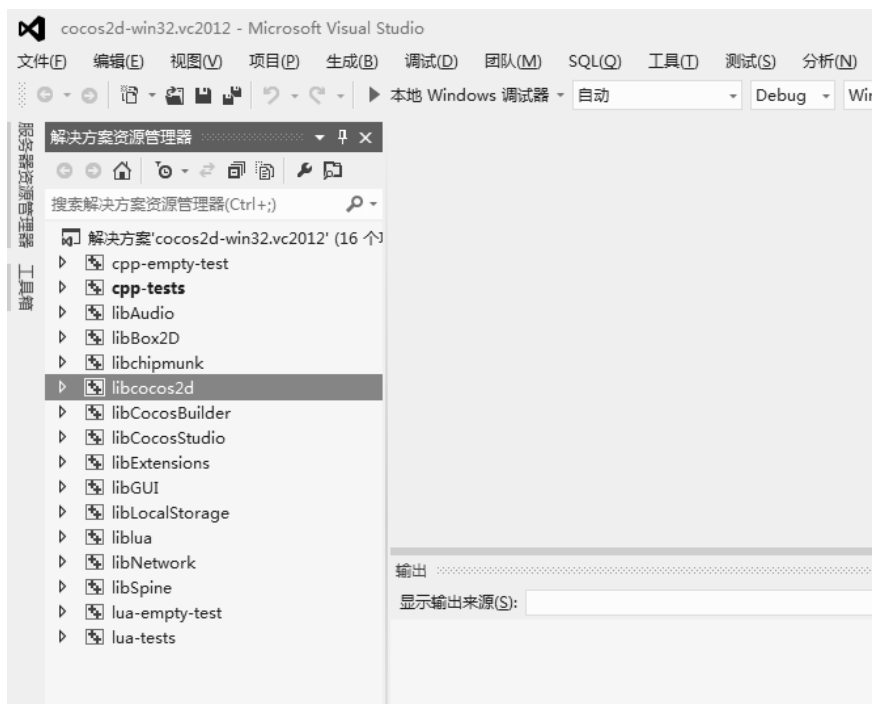 cocos2d-win32.vc2012 - Microsoft Visual Studio
文件(F) 编辑(E) 视图(V) 项目(P) 生成(B) 调试(D) 团队(M) SQL(Q) 工具(T) 测试(S) 分析(N)
本地 Windows 调试器 自动 Debug Win
服务器资源管理器
工具箱
解决方案资源管理器
搜索解决方案资源管理器(Ctrl+;)
解决方案'cocos2d-win32.vc2012' (16 个
cpp-empty-test
cpp-tests
libAudio
libBox2D
libchipmunk
libcocos2d
libCocosBuilder
libCocosStudio
libExtensions
libGUI
libLocalStorage
liblua
libNetwork
libSpine
lua-empty-test
lua-tests
输出
显示输出来源(S):